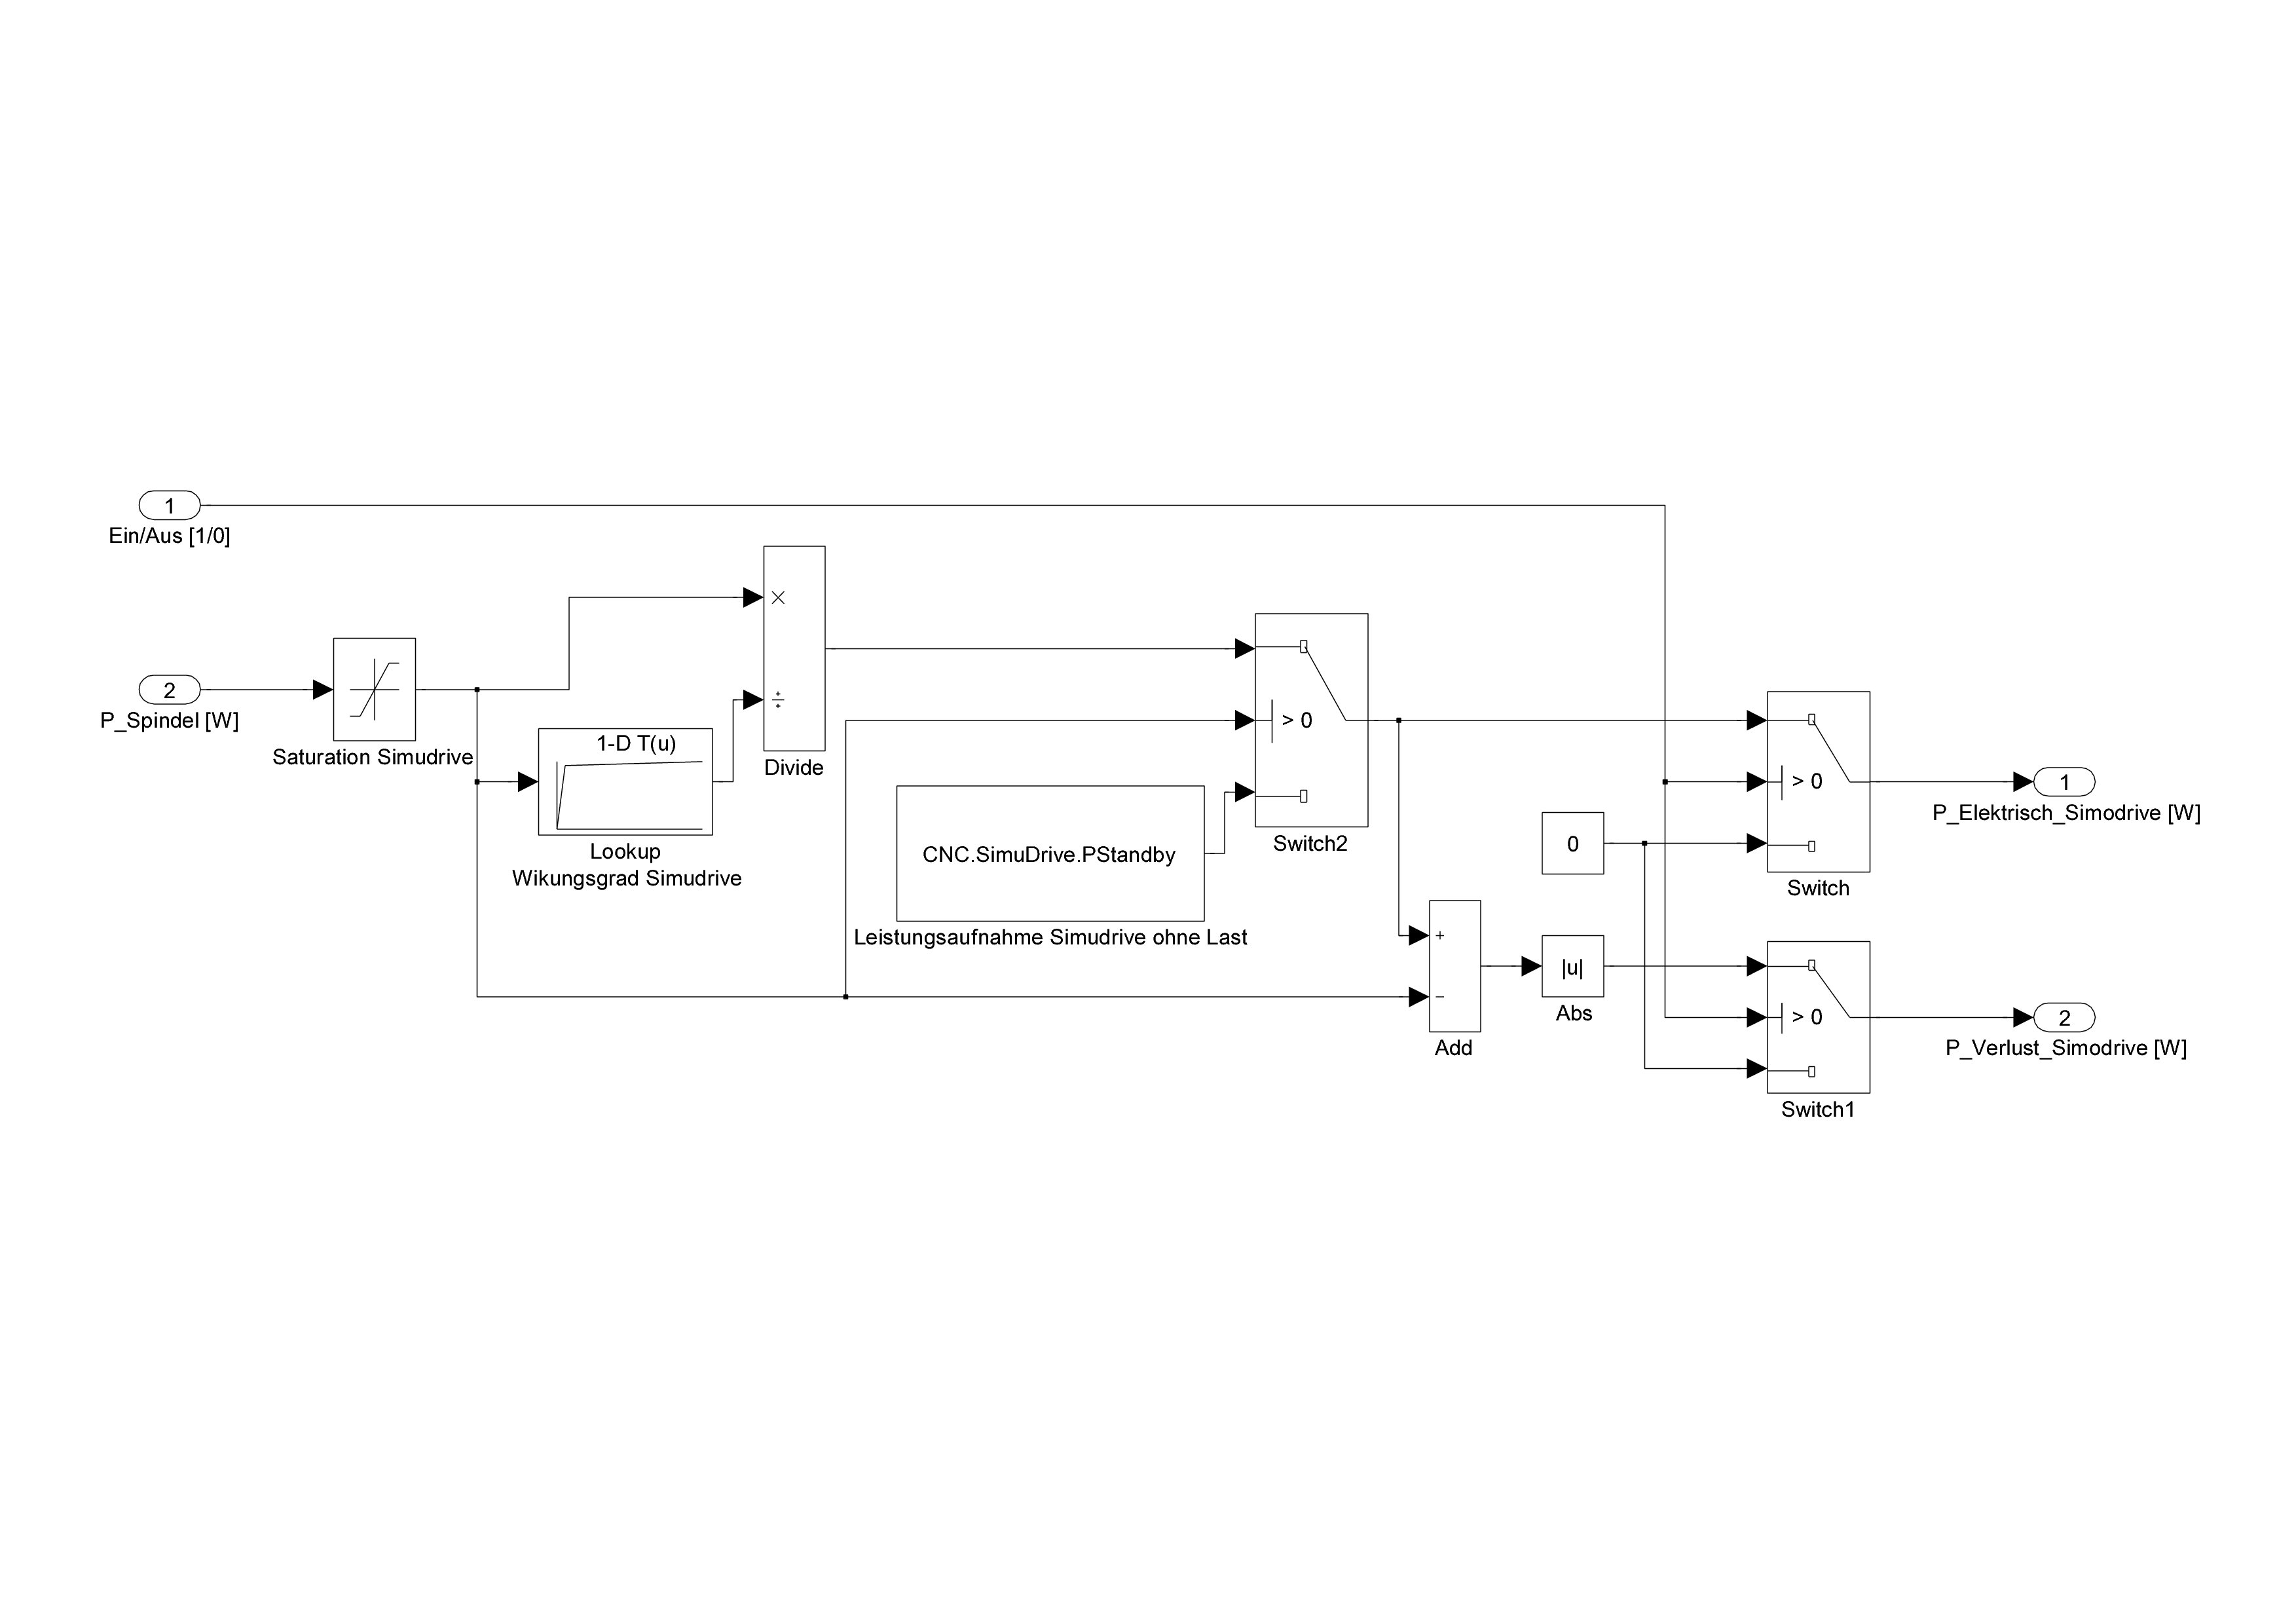 1
Ein/Aus [1/0]
2
P_Spindel [W]
Saturation Simudrive
1-D T(u)
Lookup
Wikungsgrad Simudrive
×
÷
Divide
CNC.SimuDrive.PStandby
Leistungsaufnahme Simudrive ohne Last
> 0
Switch2
+
−
Add
|u|
Abs
0
> 0
Switch
> 0
Switch1
1
P_Elektrisch_Simodrive [W]
2
P_Verlust_Simodrive [W]